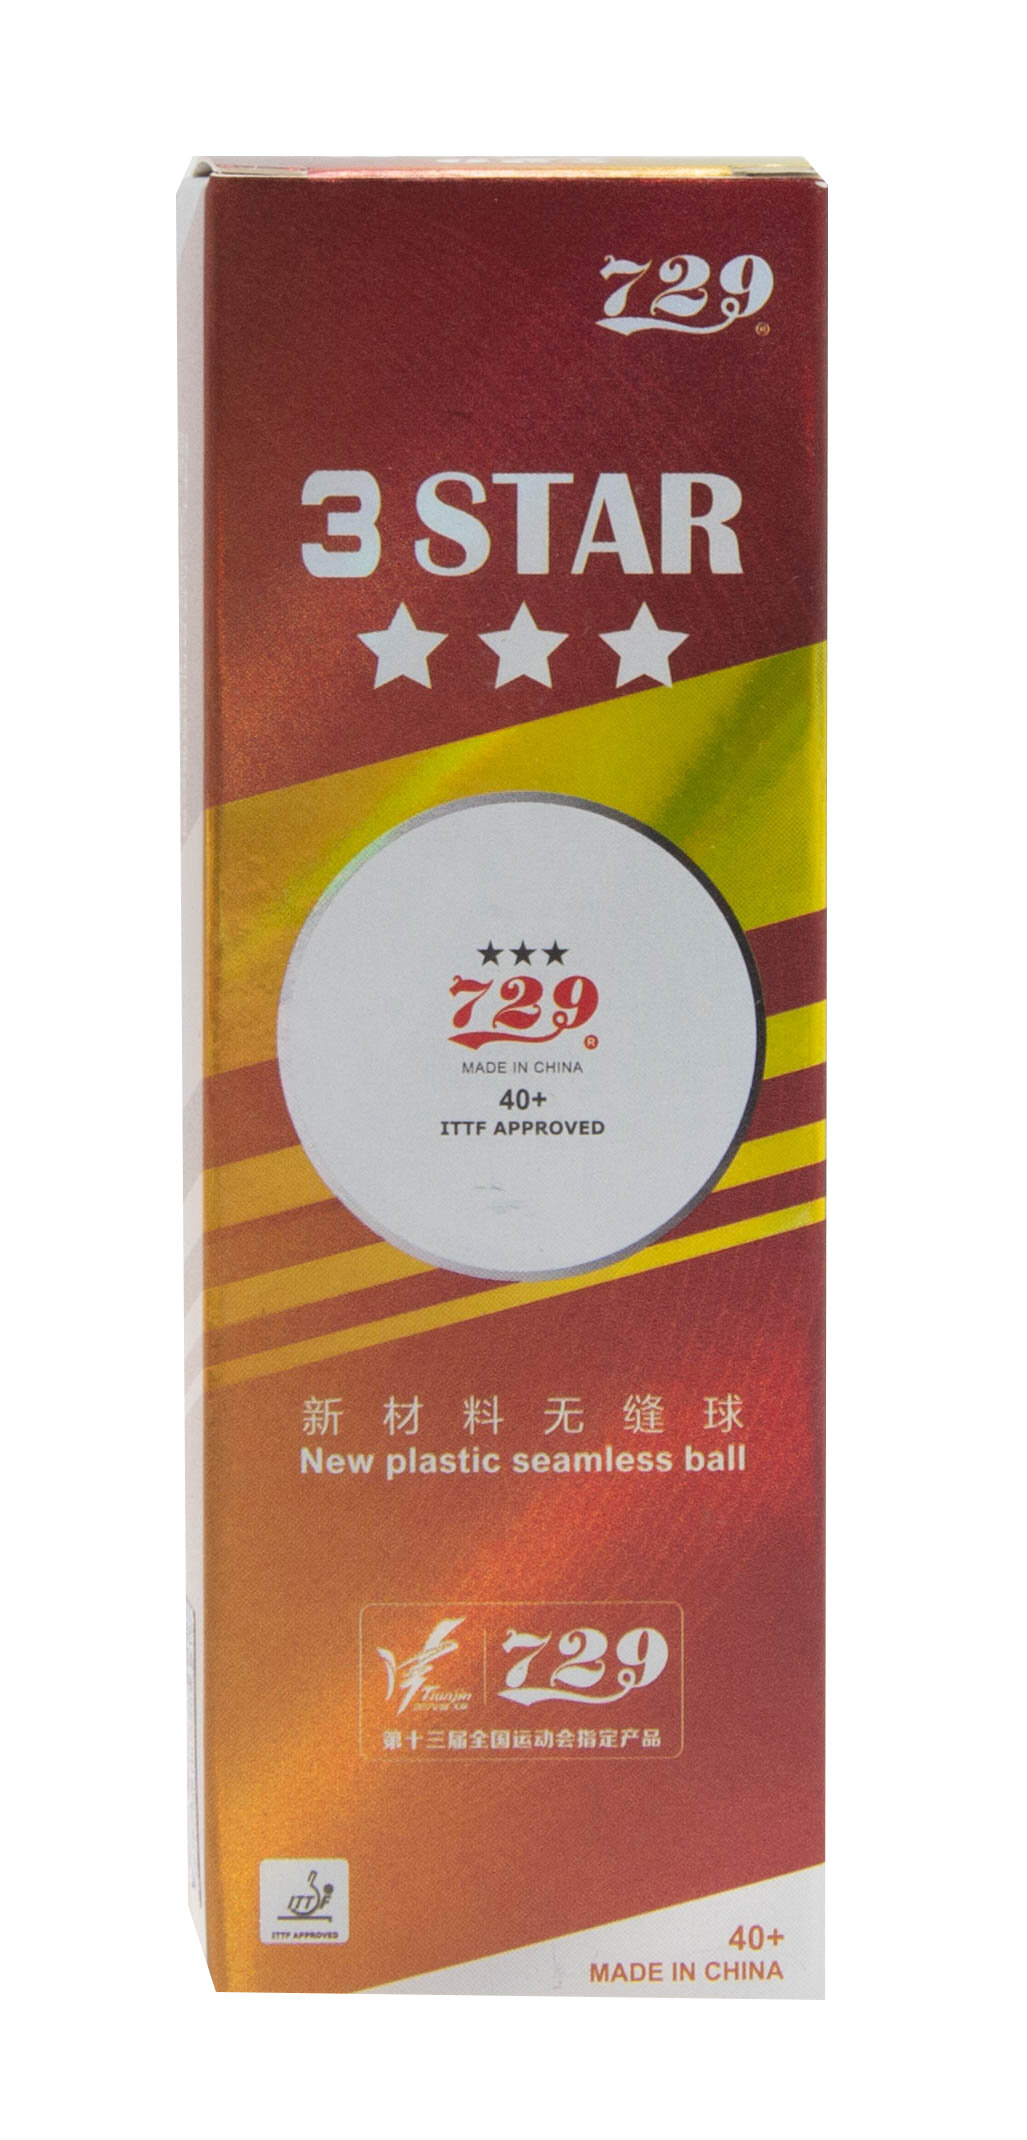 729
®
3 STAR
729
®
MADE IN CHINA
40+
ITTF APPROVED
新材料无缝球
New plastic seamless ball
Tianjin
729
第十三届全国运动会指定产品
ITTF
ITTF APPROVED
40+
MADE IN CHINA